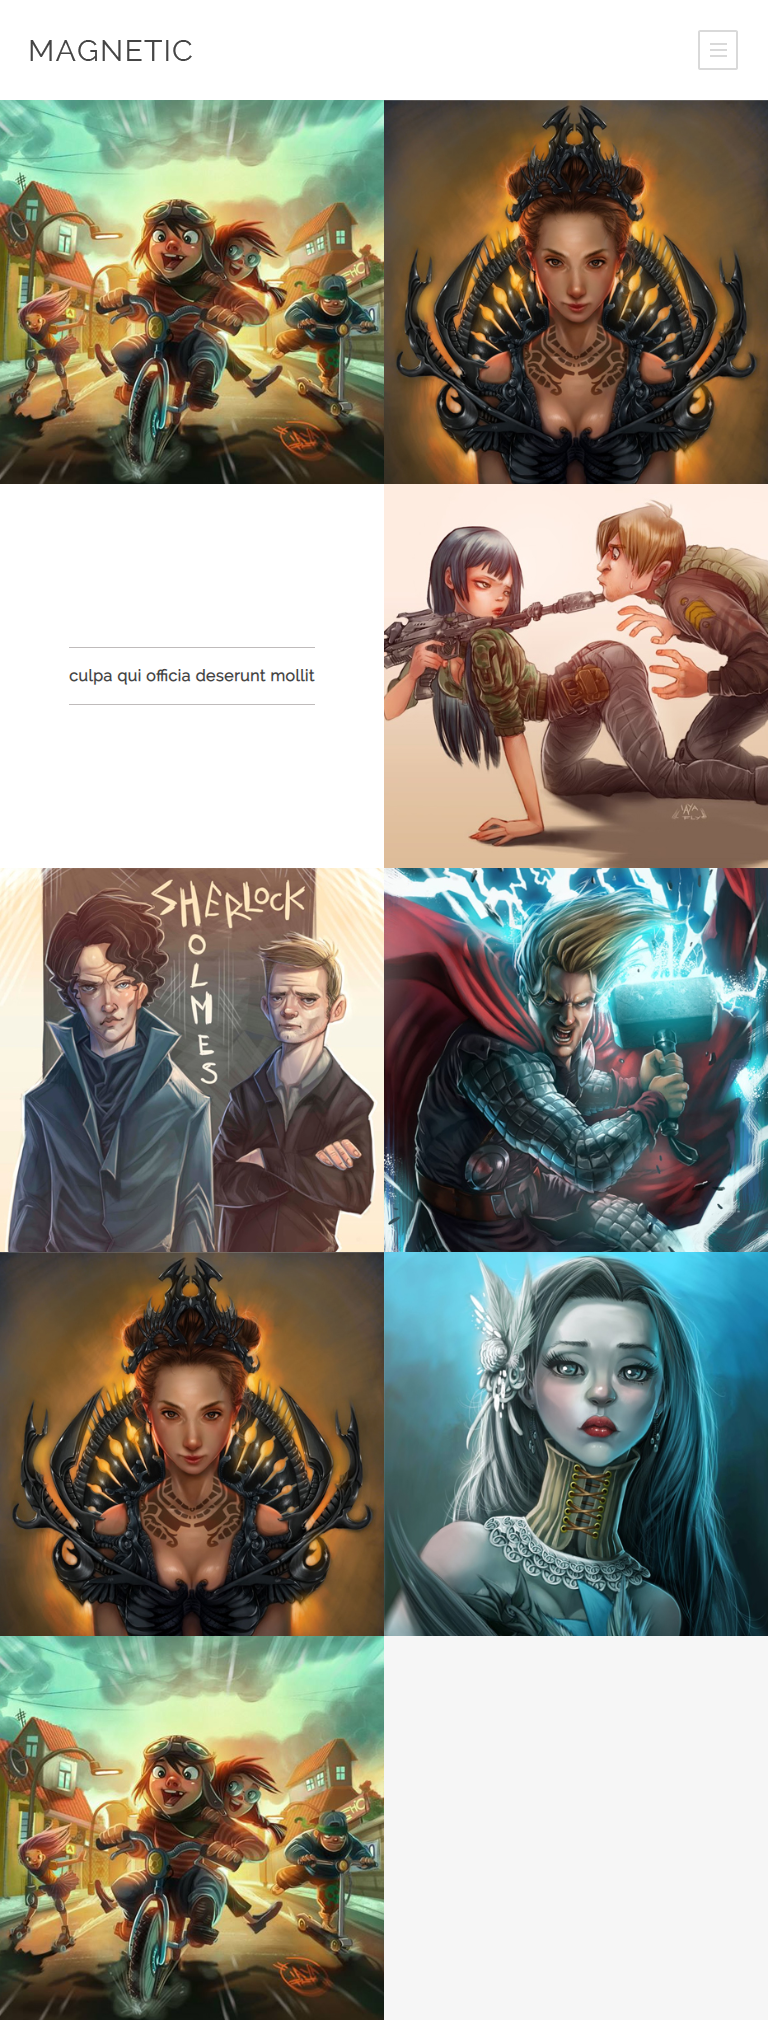 MAGNETIC
culpa qui officia deserunt mollit
SHERLOCK
HOLMES